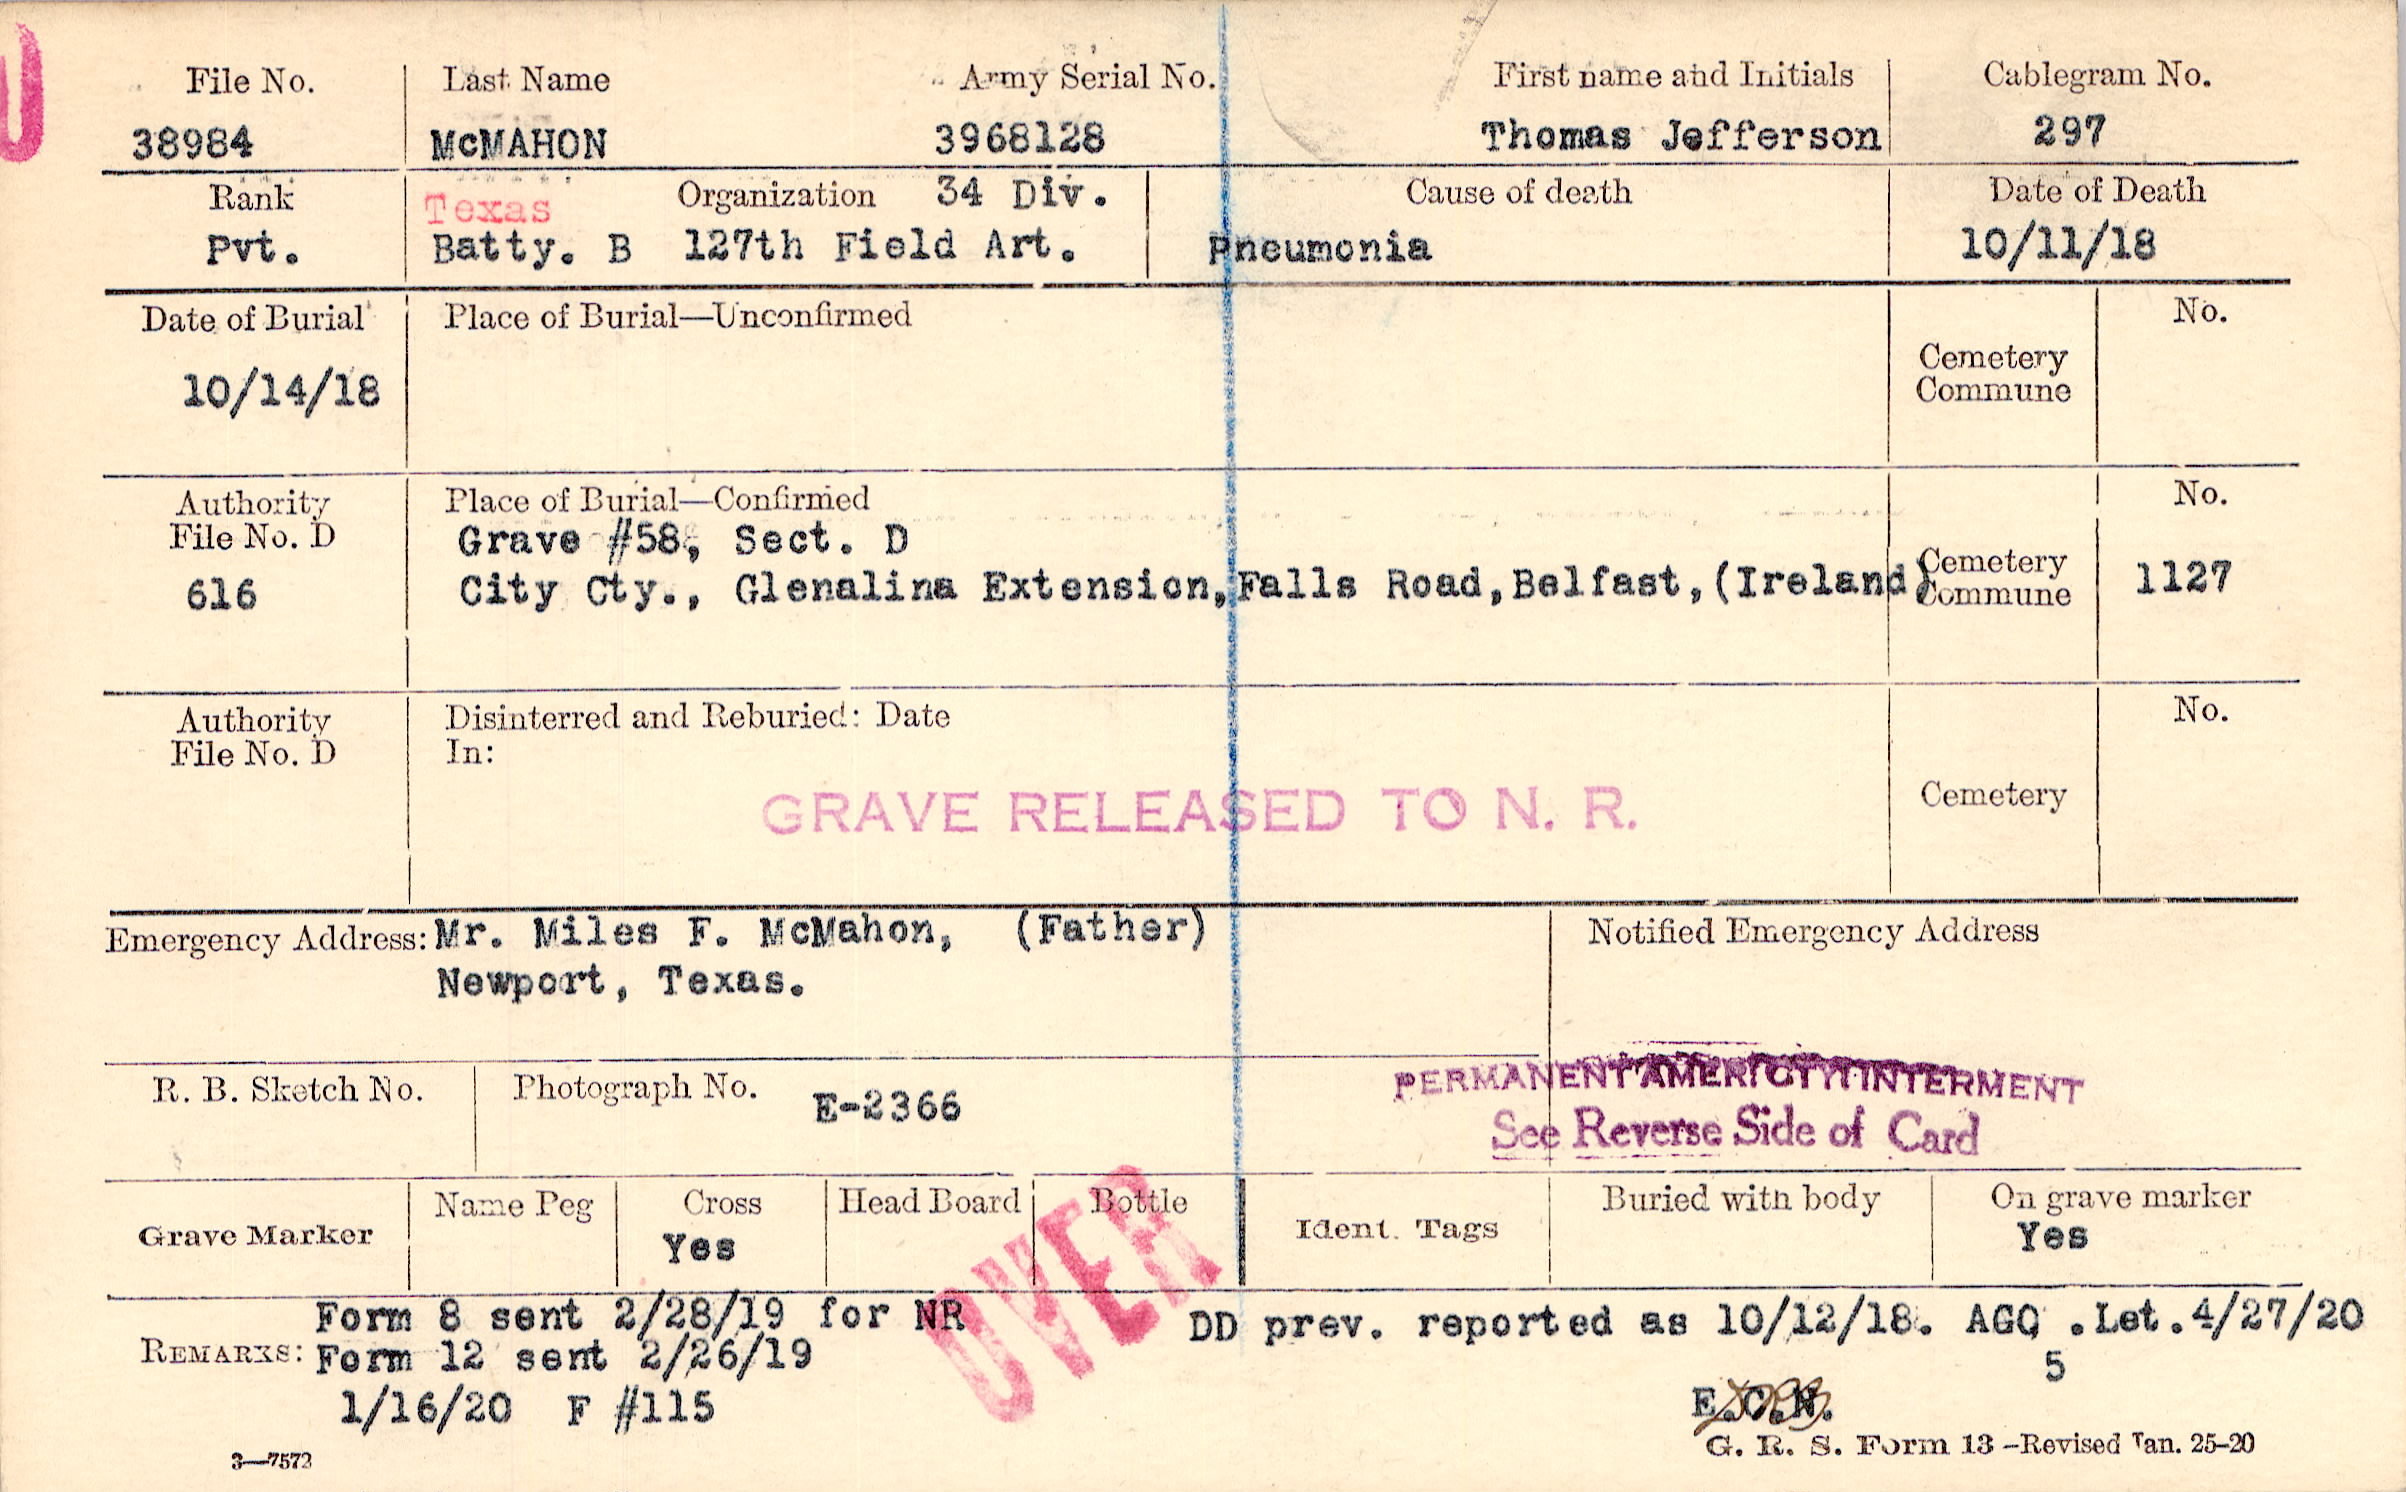 File No. Last Name Army Serial No. First name and Initials Cablegram No.
38984 McMAHON 3968128 Thomas Jefferson 297
Rank Texas Organization 34 Div. Cause of death Date of Death
Pvt. Batty. B 127th Field Art. Pneumonia 10/11/18
Date of Burial Place of Burial—Unconfirmed No.
10/14/18 Cemetery
Commune
Authority Place of Burial—Confirmed No.
File No. D Grave #58, Sect. D
616 City Cty., Glenalina Extension, Falls Road, Belfast, (Ireland) Cemetery 1127
Commune
Authority Disinterred and Reburied: Date No.
File No. D In:
GRAVE RELEASED TO N. R. Cemetery
Emergency Address: Mr. Miles F. McMahon, (Father) Notified Emergency Address
Newport, Texas.
R. B. Sketch No. Photograph No. E-2366
PERMANENT INTERMENT
See Reverse Side of Card
Grave Marker Name Peg Cross Head Board Bottle Ident. Tags Buried with body On grave marker
Yes Yes
OVER
Form 8 sent 2/28/19 for NR DD prev. reported as 10/12/18. AGO .Let.4/27/20
REMARKS: Form 12 sent 2/26/19 5
1/16/20 F #115 E.C.N.
3—7572 G. R. S. Form 13 –Revised Jan. 25–20